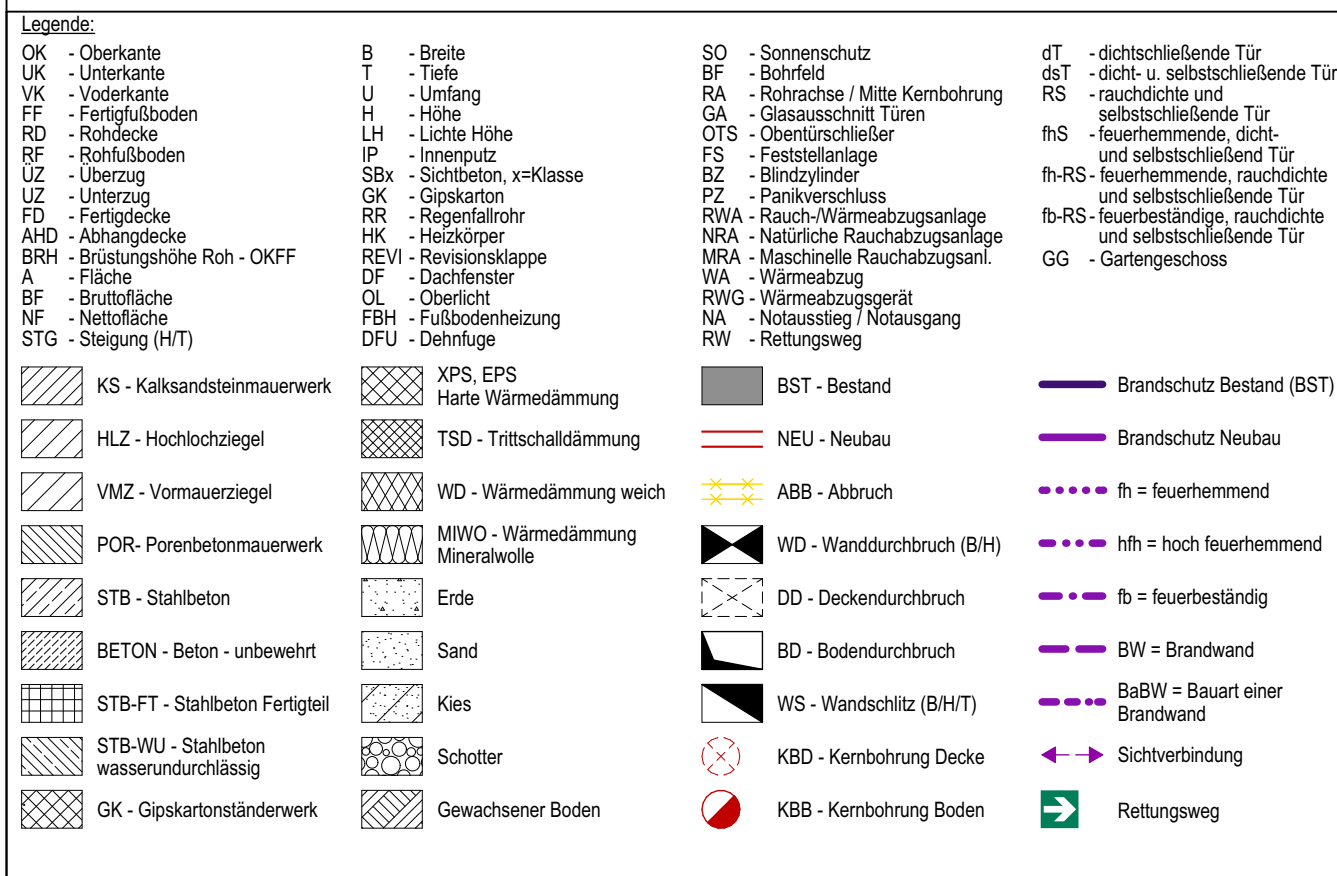 Legende:
OK - Oberkante
UK - Unterkante
VK - Voderkante
FF - Fertigfußboden
RD - Rohdecke
RF - Rohfußboden
ÜZ - Überzug
UZ - Unterzug
FD - Fertigdecke
AHD - Abhangdecke
BRH - Brüstungshöhe Roh - OKFF
A - Fläche
BF - Bruttofläche
NF - Nettofläche
STG - Steigung (H/T)
B - Breite
T - Tiefe
U - Umfang
H - Höhe
LH - Lichte Höhe
IP - Innenputz
SBx - Sichtbeton, x=Klasse
GK - Gipskarton
RR - Regenfallrohr
HK - Heizkörper
REVI - Revisionsklappe
DF - Dachfenster
OL - Oberlicht
FBH - Fußbodenheizung
DFU - Dehnfuge
SO - Sonnenschutz
BF - Bohrfeld
RA - Rohrachse / Mitte Kernbohrung
GA - Glasausschnitt Türen
OTS - Obentürschließer
FS - Feststellanlage
BZ - Blindzylinder
PZ - Panikverschluss
RWA - Rauch-/Wärmeabzugsanlage
NRA - Natürliche Rauchabzugsanlage
MRA - Maschinelle Rauchabzugsanl.
WA - Wärmeabzug
RWG - Wärmeabzugsgerät
NA - Notausstieg / Notausgang
RW - Rettungsweg
dT - dichtschließende Tür
dsT - dicht- u. selbstschließende Tür
RS - rauchdichte und
selbstschließende Tür
fhS - feuerhemmende, dicht-
und selbstschließend Tür
fh-RS - feuerhemmende, rauchdichte
und selbstschließende Tür
fb-RS - feuerbeständige, rauchdichte
und selbstschließende Tür
GG - Gartengeschoss
KS - Kalksandsteinmauerwerk
HLZ - Hochlochziegel
VMZ - Vormauerziegel
POR- Porenbetonmauerwerk
STB - Stahlbeton
BETON - Beton - unbewehrt
STB-FT - Stahlbeton Fertigteil
STB-WU - Stahlbeton
wasserundurchlässig
GK - Gipskartonständerwerk
XPS, EPS
Harte Wärmedämmung
TSD - Trittschalldämmung
WD - Wärmedämmung weich
MIWO - Wärmedämmung
Mineralwolle
Erde
Sand
Kies
Schotter
Gewachsener Boden
BST - Bestand
NEU - Neubau
ABB - Abbruch
WD - Wanddurchbruch (B/H)
DD - Deckendurchbruch
BD - Bodendurchbruch
WS - Wandschlitz (B/H/T)
KBD - Kernbohrung Decke
KBB - Kernbohrung Boden
Brandschutz Bestand (BST)
Brandschutz Neubau
fh = feuerhemmend
hfh = hoch feuerhemmend
fb = feuerbeständig
BW = Brandwand
BaBW = Bauart einer
Brandwand
Sichtverbindung
Rettungsweg